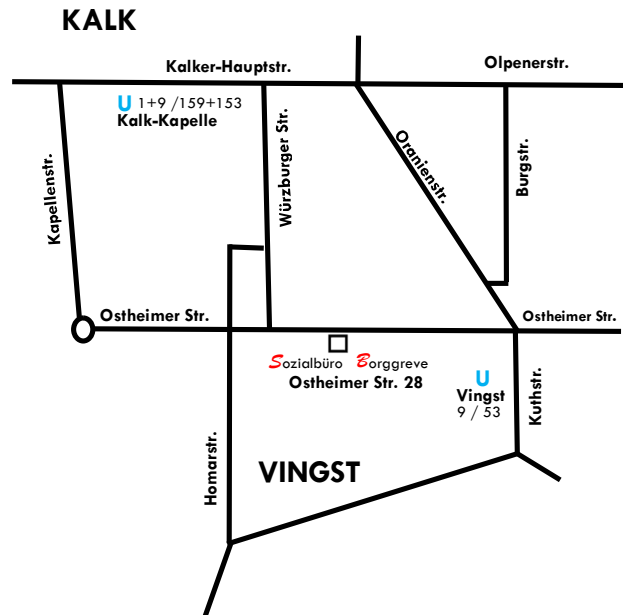 KALK
Kalker-Hauptstr.
Olpenerstr.
U 1+9 /159+153
Kalk-Kapelle
Kapellenstr.
Würzburger Str.
Oranienstr.
Burgstr.
Ostheimer Str.
Ostheimer Str.
Sozialbüro Borggreve
Ostheimer Str. 28
U
Vingst
9 / 53
Kuthstr.
Homarstr.
VINGST